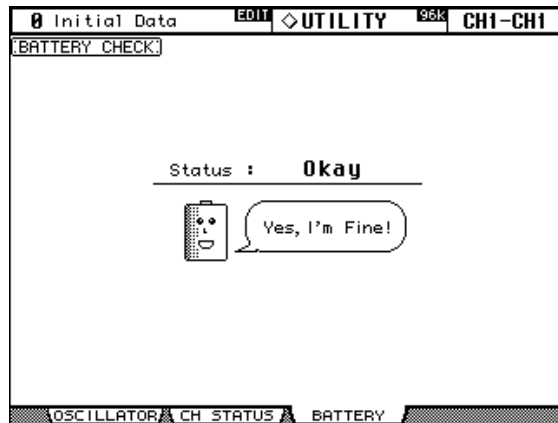 0 Initial Data EDIT ◇UTILITY 96k CH1-CH1
BATTERY CHECK
Status : Okay
Yes, I'm Fine!
OSCILLATOR CH STATUS BATTERY